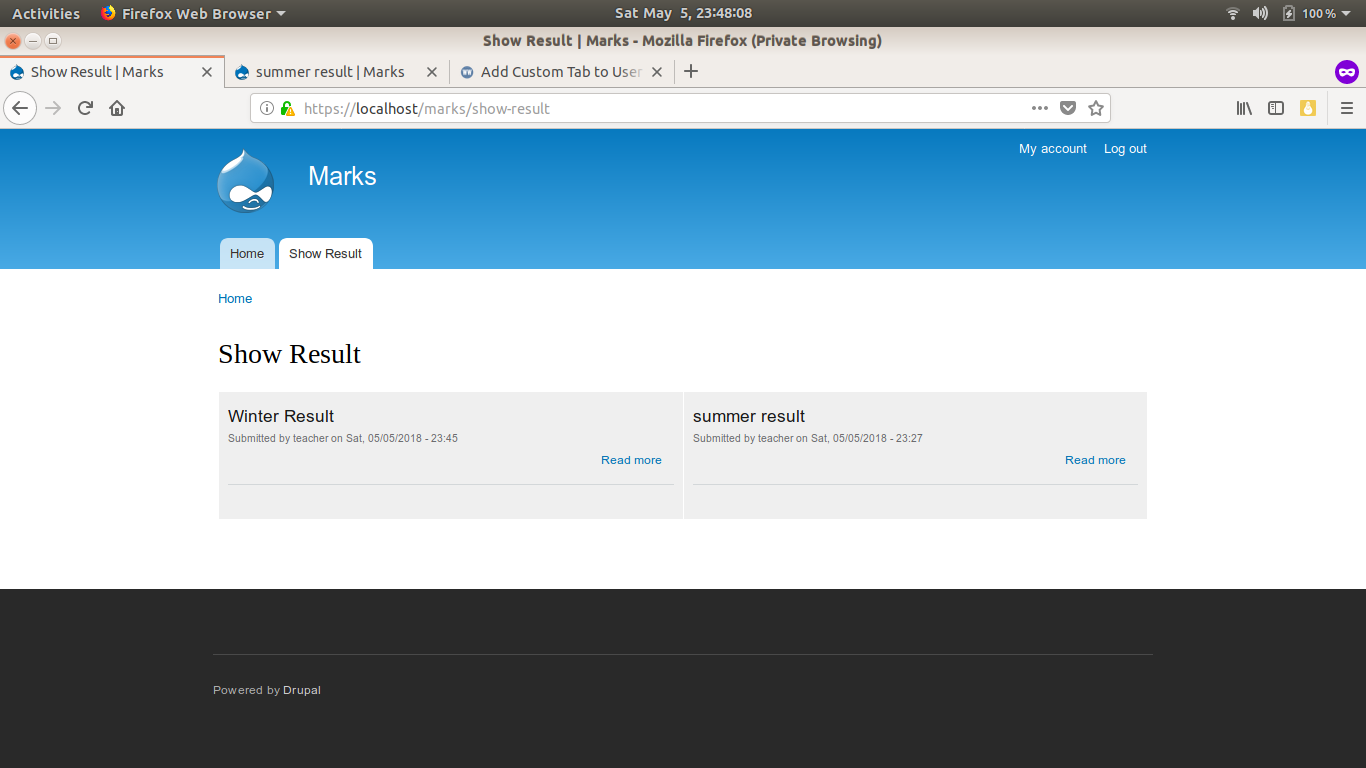 Activities Firefox Web Browser Sat May 5, 23:48:08 100 %
Show Result | Marks - Mozilla Firefox (Private Browsing)
Show Result | Marks summer result | Marks Add Custom Tab to User
https://localhost/marks/show-result
My account Log out
Marks
Home Show Result
Home
Show Result
Winter Result
Submitted by teacher on Sat, 05/05/2018 - 23:45
Read more
summer result
Submitted by teacher on Sat, 05/05/2018 - 23:27
Read more
Powered by Drupal